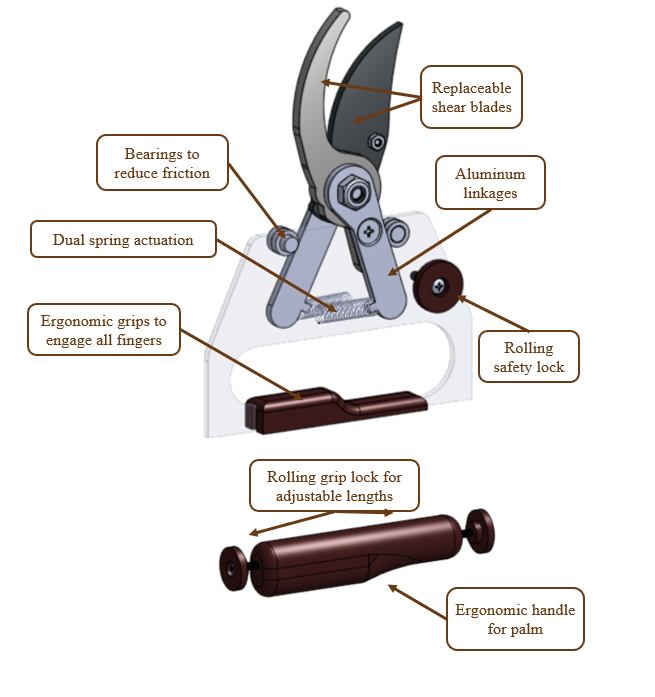 Replaceable
shear blades
Bearings to
reduce friction
Aluminum
linkages
Dual spring actuation
Ergonomic grips to
engage all fingers
Rolling
safety lock
Rolling grip lock for
adjustable lengths
Ergonomic handle
for palm